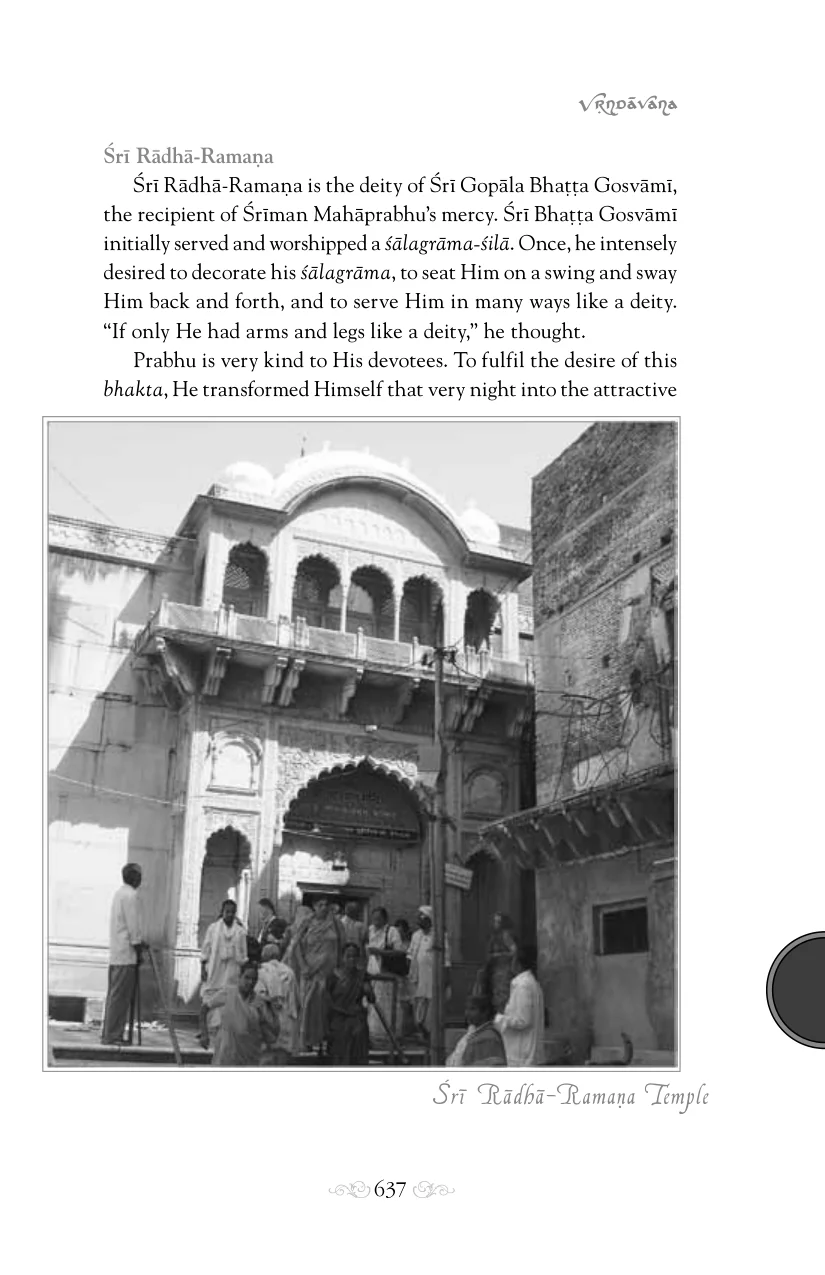 Vṛndāvana
Śrī Rādhā-Ramaṇa
Śrī Rādhā-Ramaṇa is the deity of Śrī Gopāla Bhaṭṭa Gosvāmī,
the recipient of Śrīman Mahāprabhu’s mercy. Śrī Bhaṭṭa Gosvāmī
initially served and worshipped a śālagrāma-śilā. Once, he intensely
desired to decorate his śālagrāma, to seat Him on a swing and sway
Him back and forth, and to serve Him in many ways like a deity.
“If only He had arms and legs like a deity,” he thought.
Prabhu is very kind to His devotees. To fulfil the desire of this
bhakta, He transformed Himself that very night into the attractive
Śrī Rādhā-Ramaṇa Temple
637